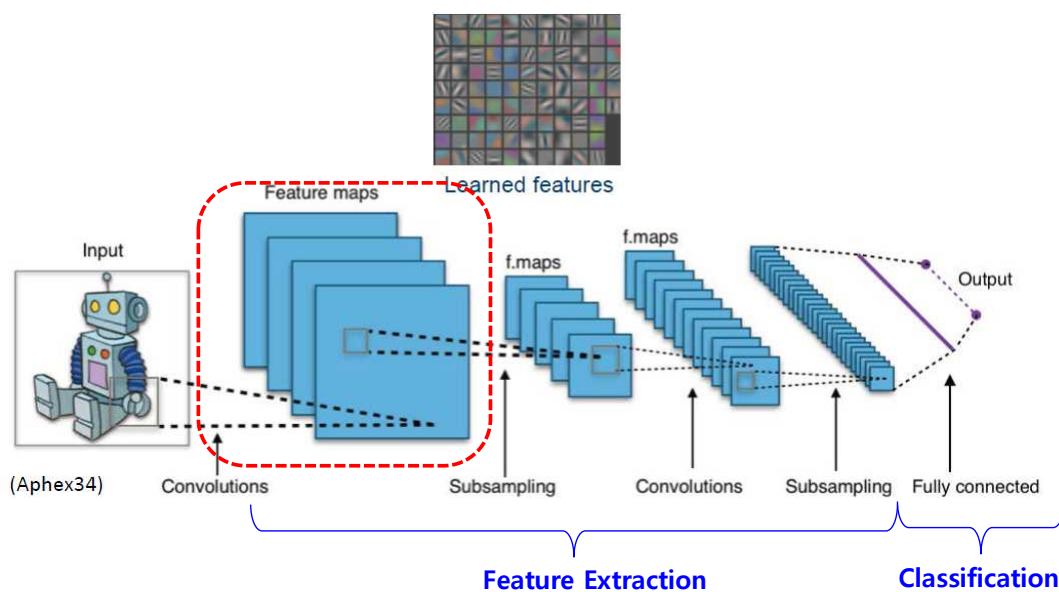 Learned features
Feature maps
Input
f.maps
f.maps
Output
(Aphex34)
Convolutions
Subsampling
Convolutions
Subsampling
Fully connected
Feature Extraction
Classification